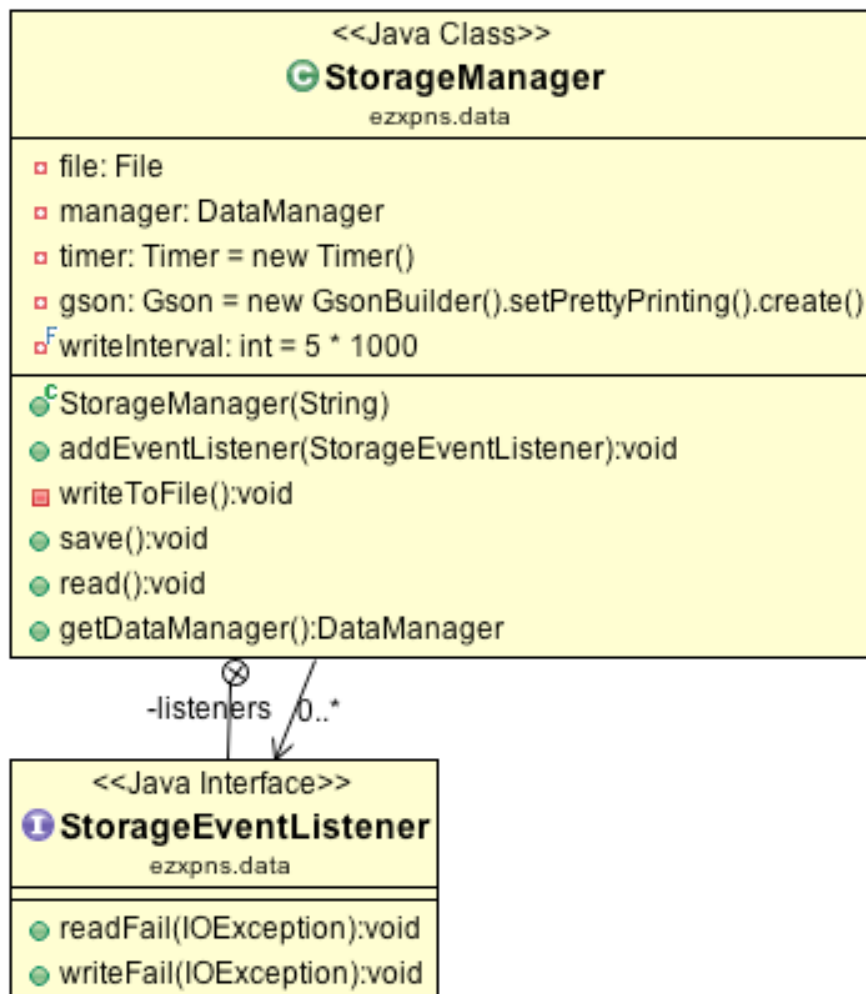 <<Java Class>>
C StorageManager
ezxpns.data
file: File
manager: DataManager
timer: Timer = new Timer()
gson: Gson = new GsonBuilder().setPrettyPrinting().create()
F writeInterval: int = 5 * 1000
C StorageManager(String)
addEventListener(StorageEventListener):void
writeToFile():void
save():void
read():void
getDataManager():DataManager
-listeners 0..*
<<Java Interface>>
I StorageEventListener
ezxpns.data
readFail(IOException):void
writeFail(IOException):void